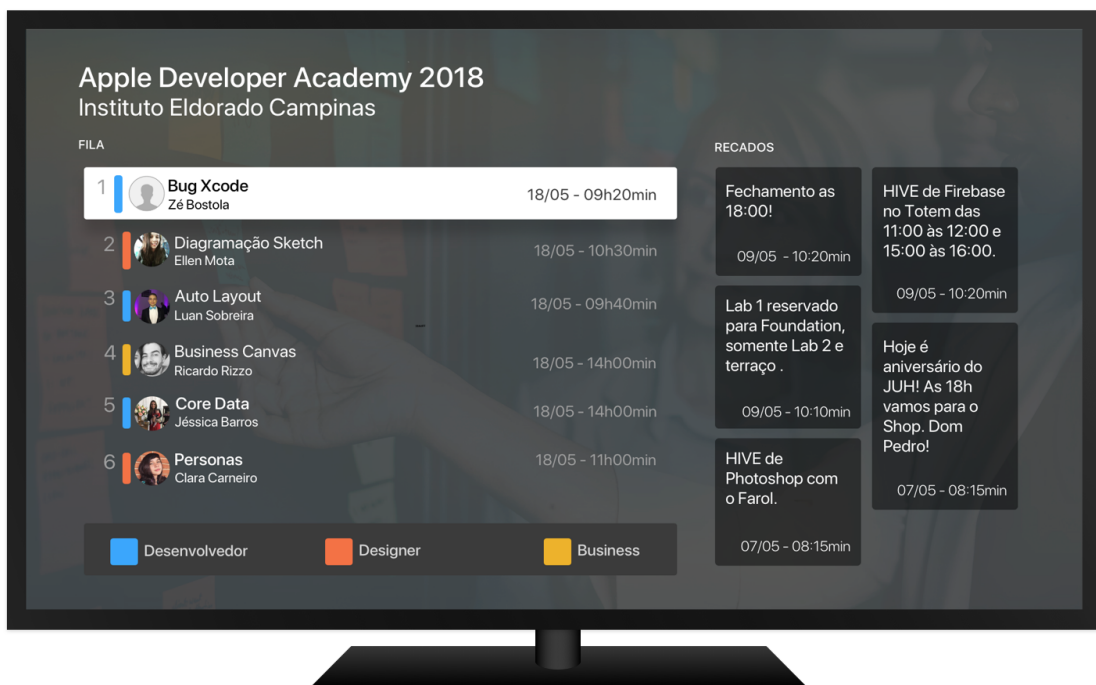 Apple Developer Academy 2018
Instituto Eldorado Campinas
FILA
1
Bug Xcode
Zé Bostola
18/05 - 09h20min
2
Diagramação Sketch
Ellen Mota
18/05 - 10h30min
3
Auto Layout
Luan Sobreira
18/05 - 09h40min
4
Business Canvas
Ricardo Rizzo
18/05 - 14h00min
5
Core Data
Jéssica Barros
18/05 - 14h00min
6
Personas
Clara Carneiro
18/05 - 11h00min
Desenvolvedor
Designer
Business
RECADOS
Fechamento as
18:00!
09/05 - 10:20min
Lab 1 reservado
para Foundation,
somente Lab 2 e
terraço .
09/05 - 10:10min
HIVE de
Photoshop com
o Farol.
07/05 - 08:15min
HIVE de Firebase
no Totem das
11:00 às 12:00 e
15:00 às 16:00.
09/05 - 10:20min
Hoje é
aniversário do
JUH! As 18h
vamos para o
Shop. Dom
Pedro!
07/05 - 08:15min